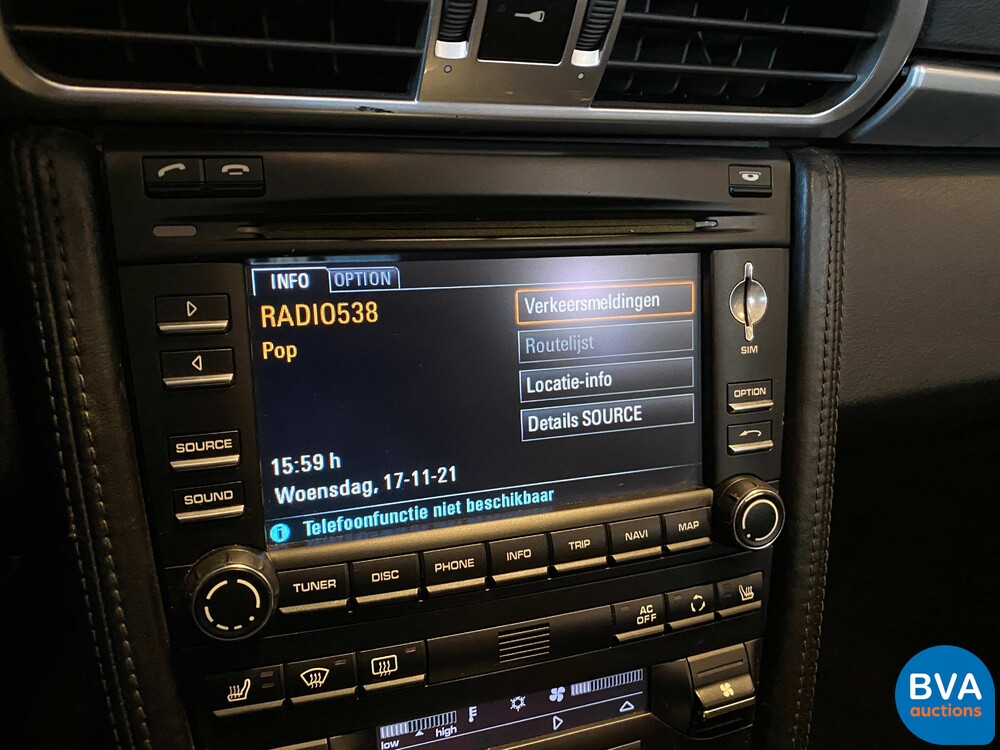 INFO OPTION
RADIO538
Pop
Verkeersmeldingen
Routelijst
Locatie-info
Details SOURCE
15:59 h
Woensdag, 17-11-21
i Telefoonfunctie niet beschikbaar
SIM
OPTION
SOURCE
SOUND
TUNER DISC PHONE INFO TRIP NAVI MAP
AC
OFF
low high
BVA
auctions